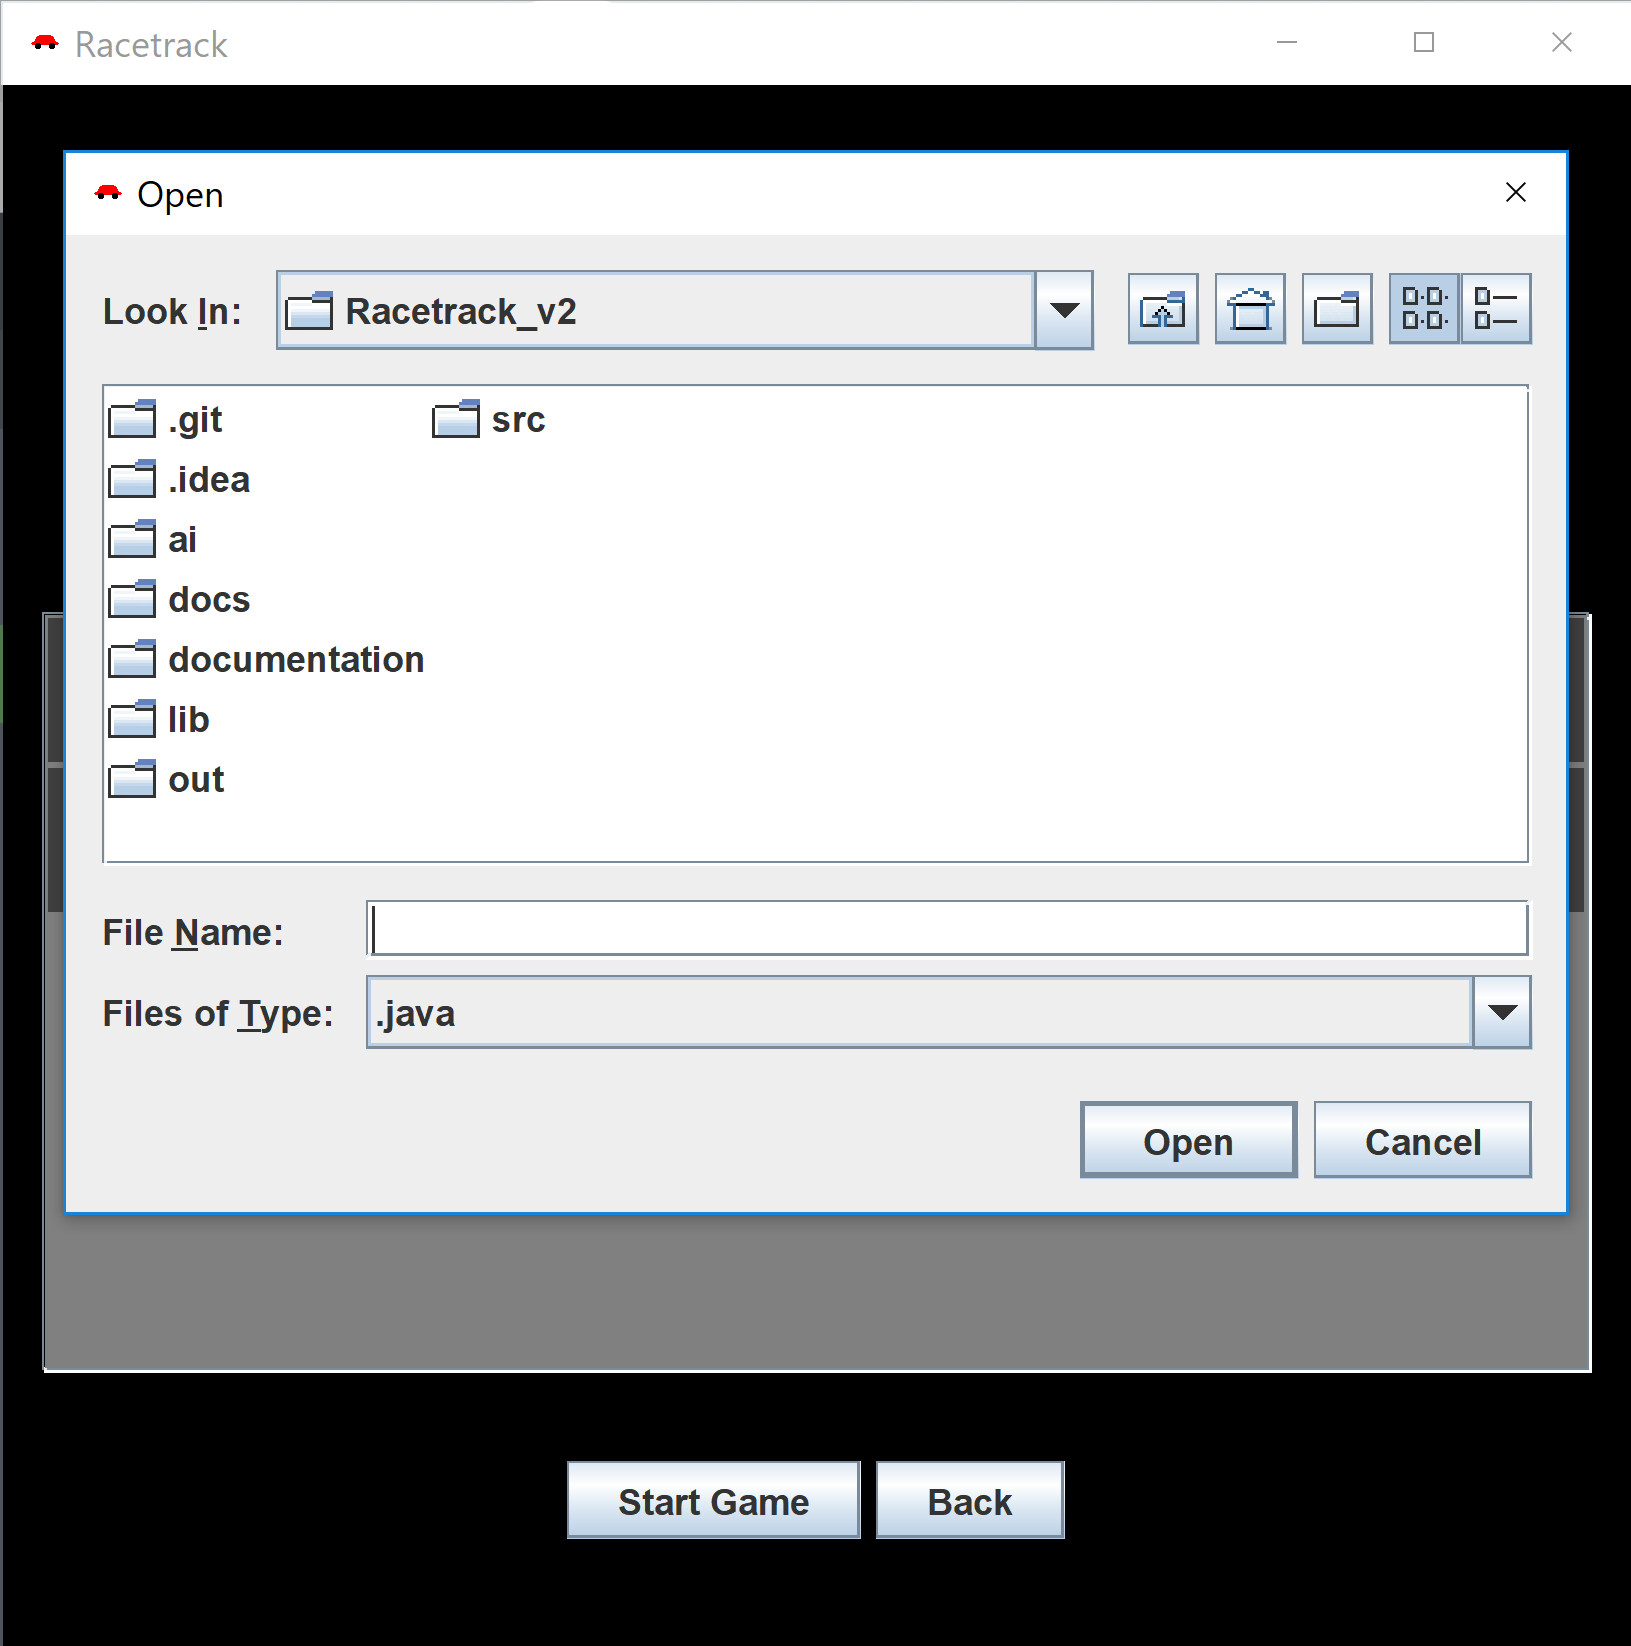 Racetrack
Open
Look In: Racetrack_v2
.git src
.idea
ai
docs
documentation
lib
out
File Name:
Files of Type: .java
Open Cancel
Start Game Back